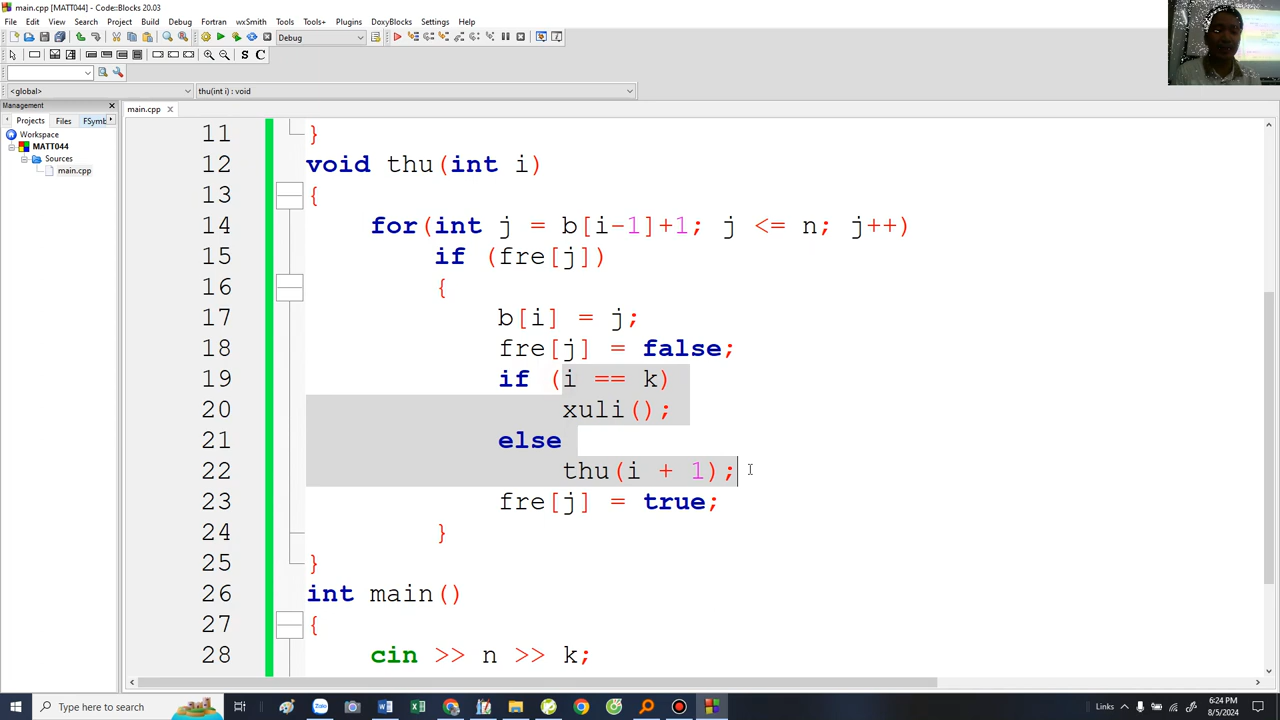 main.cpp [MATT044] - Code::Blocks 20.03
File Edit View Search Project Build Debug Fortran wxSmith Tools Tools+ Plugins DoxyBlocks Settings Help
Debug
S C
<global> thu(int i) : void
Management
main.cpp
Projects Files FSymb
Workspace
MATT044
Sources
main.cpp
11 }
12 void thu(int i)
13 {
14 for(int j = b[i-1]+1; j <= n; j++)
15 if (fre[j])
16 {
17 b[i] = j;
18 fre[j] = false;
19 if (i == k)
20 xuli();
21 else
22 thu(i + 1);
23 fre[j] = true;
24 }
25 }
26 int main()
27 {
28 cin >> n >> k;
Type here to search
Links
6:24 PM
8/5/2024